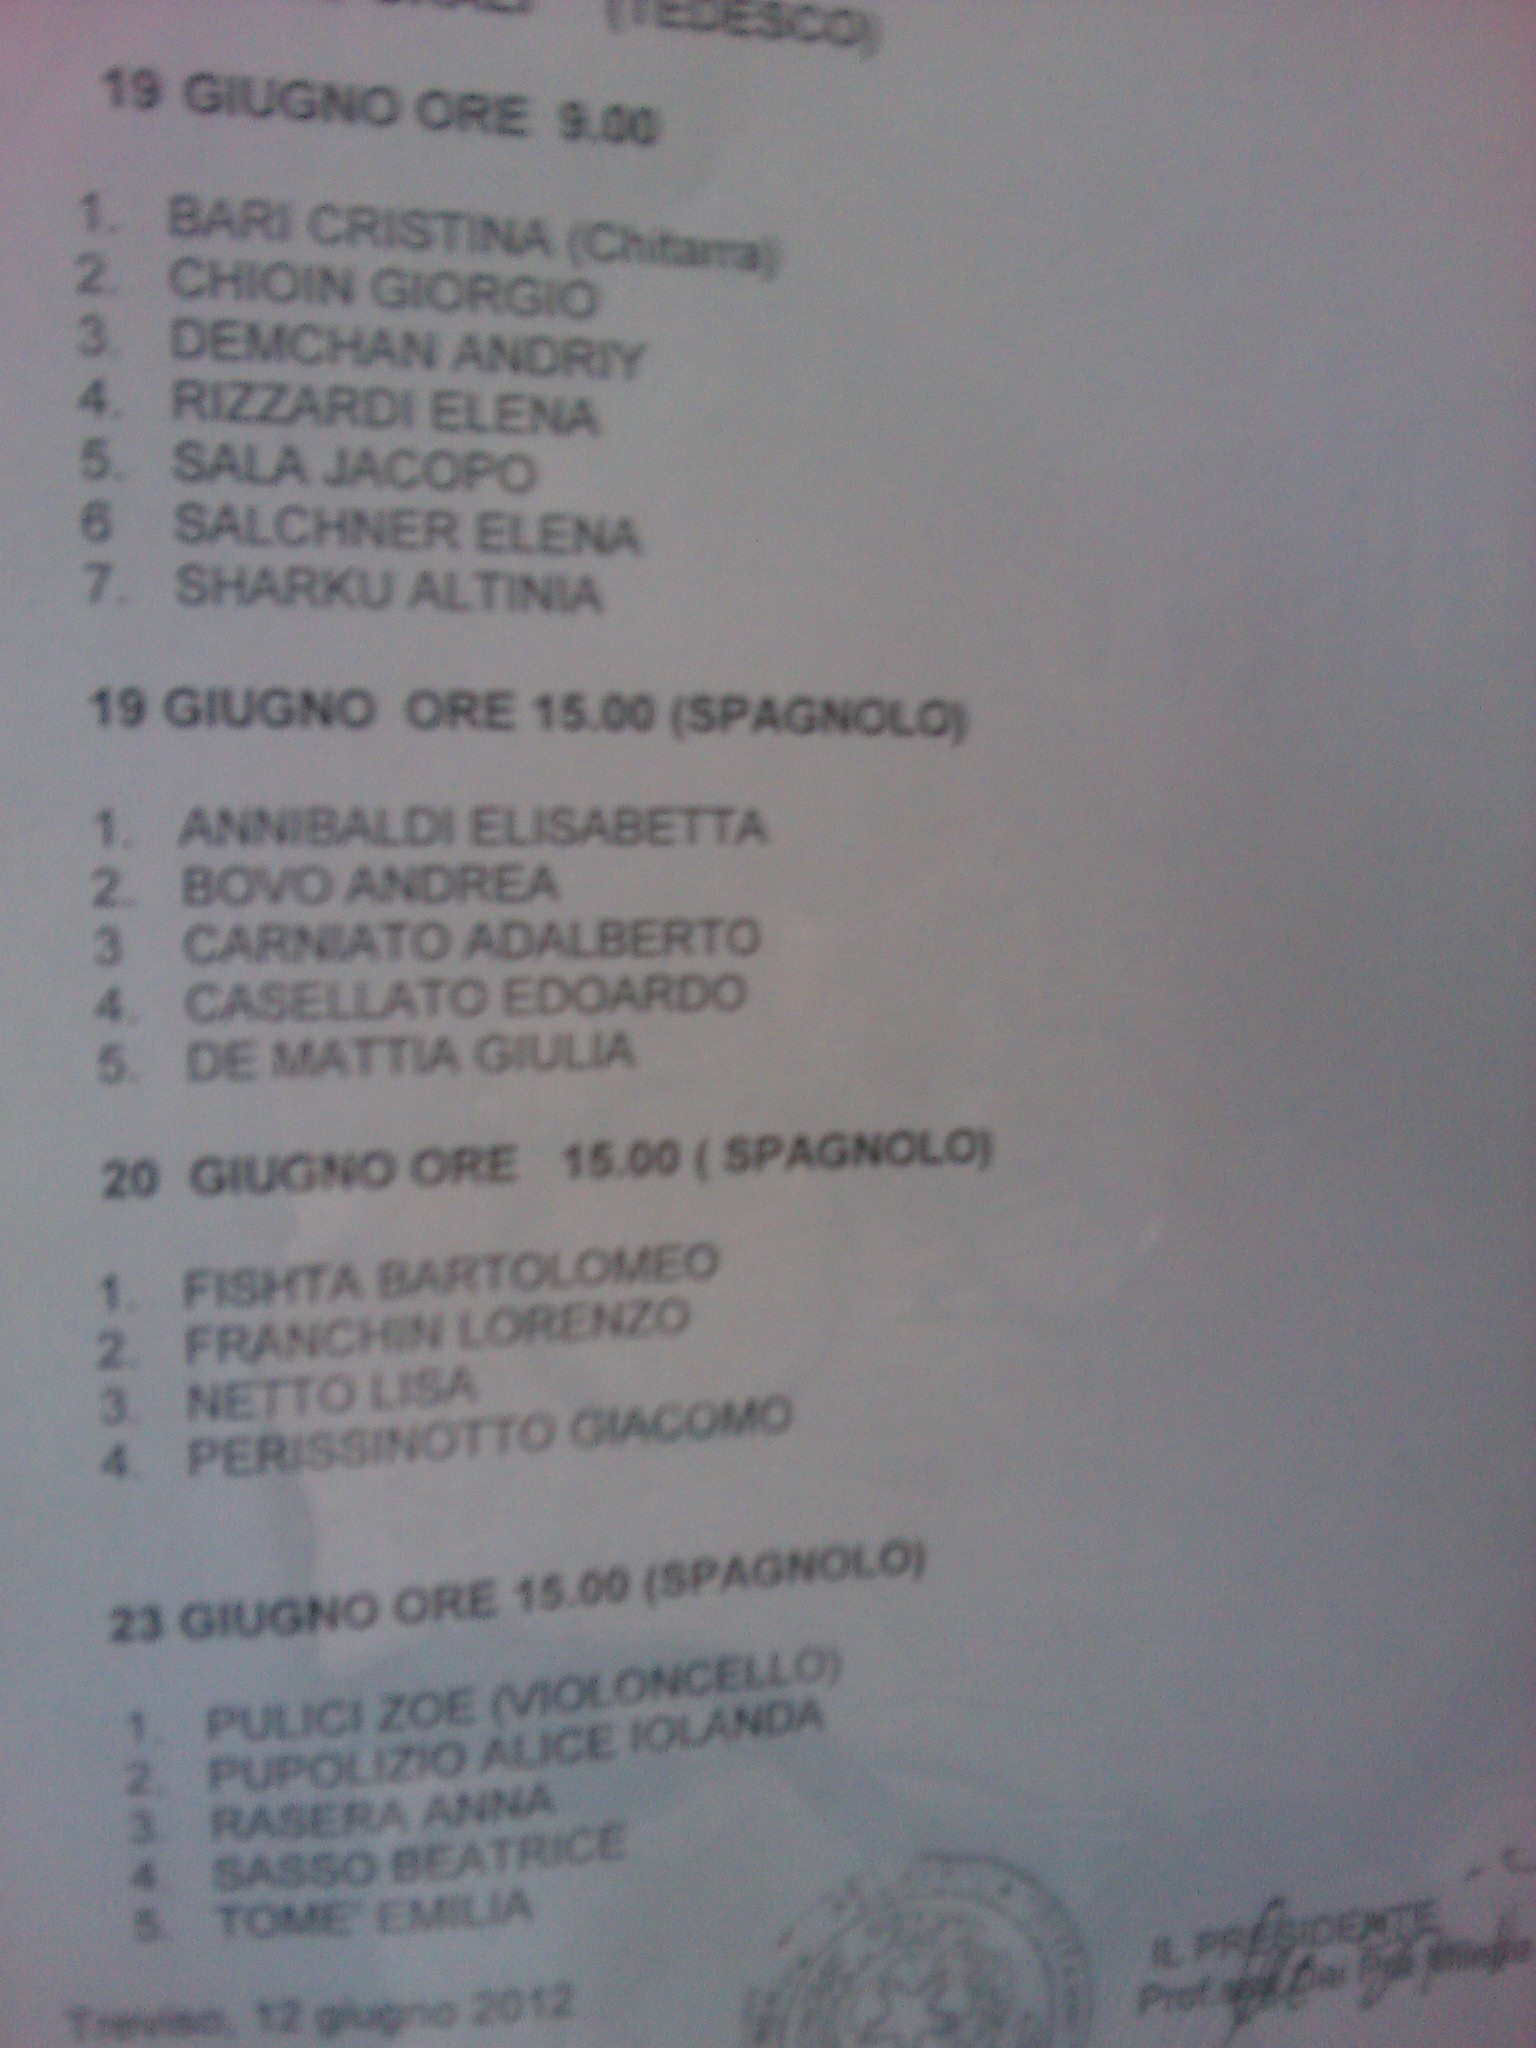 (TEDESCO)
19 GIUGNO ORE 9.00
1. BARI CRISTINA (Chitarra)
2. CHIOIN GIORGIO
3. DEMCHAN ANDRIY
4. RIZZARDI ELENA
5. SALA JACOPO
6 SALCHNER ELENA
7. SHARKU ALTINIA
19 GIUGNO ORE 15.00 (SPAGNOLO)
1. ANNIBALDI ELISABETTA
2. BOVO ANDREA
3 CARNIATO ADALBERTO
4. CASELLATO EDOARDO
5. DE MATTIA GIULIA
20 GIUGNO ORE 15.00 ( SPAGNOLO)
1. FISHTA BARTOLOMEO
2. FRANCHIN LORENZO
3. NETTO LISA
4. PERISSINOTTO GIACOMO
23 GIUGNO ORE 15.00 (SPAGNOLO)
1. PULICI ZOE (VIOLONCELLO)
2. PUPOLIZIO ALICE IOLANDA
3. RASERA ANNA
4. SASSO BEATRICE
5. TOME' EMILIA
Treviso, 12 giugno 2012
IL PRESIDENTE